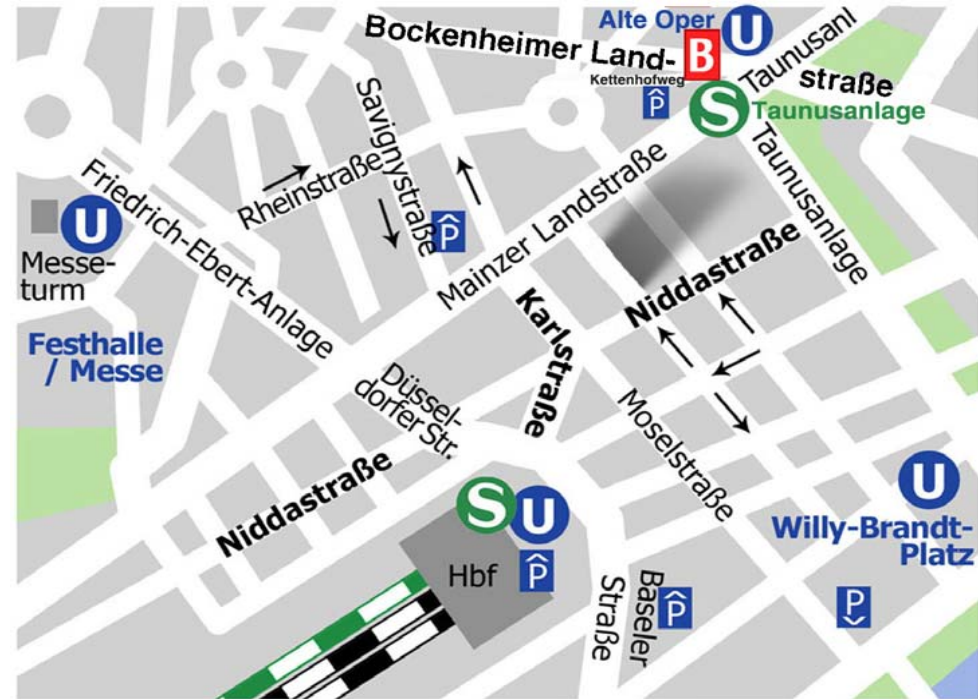 Alte Oper
U
Bockenheimer Land-
B
Taunusanl
straße
Kettenhofweg
P
S
Taunusanlage
Savignystraße
Rheinstraße
Mainzer Landstraße
Taunusanlage
Friedrich-Ebert-Anlage
U
P
Messe-
turm
Niddastraße
Karlstraße
Festhalle
/ Messe
Düssel-
dorfer Str.
Moselstraße
Niddastraße
S
U
U
Willy-Brandt-
Platz
Hbf
P
Baseler
Straße
P
P